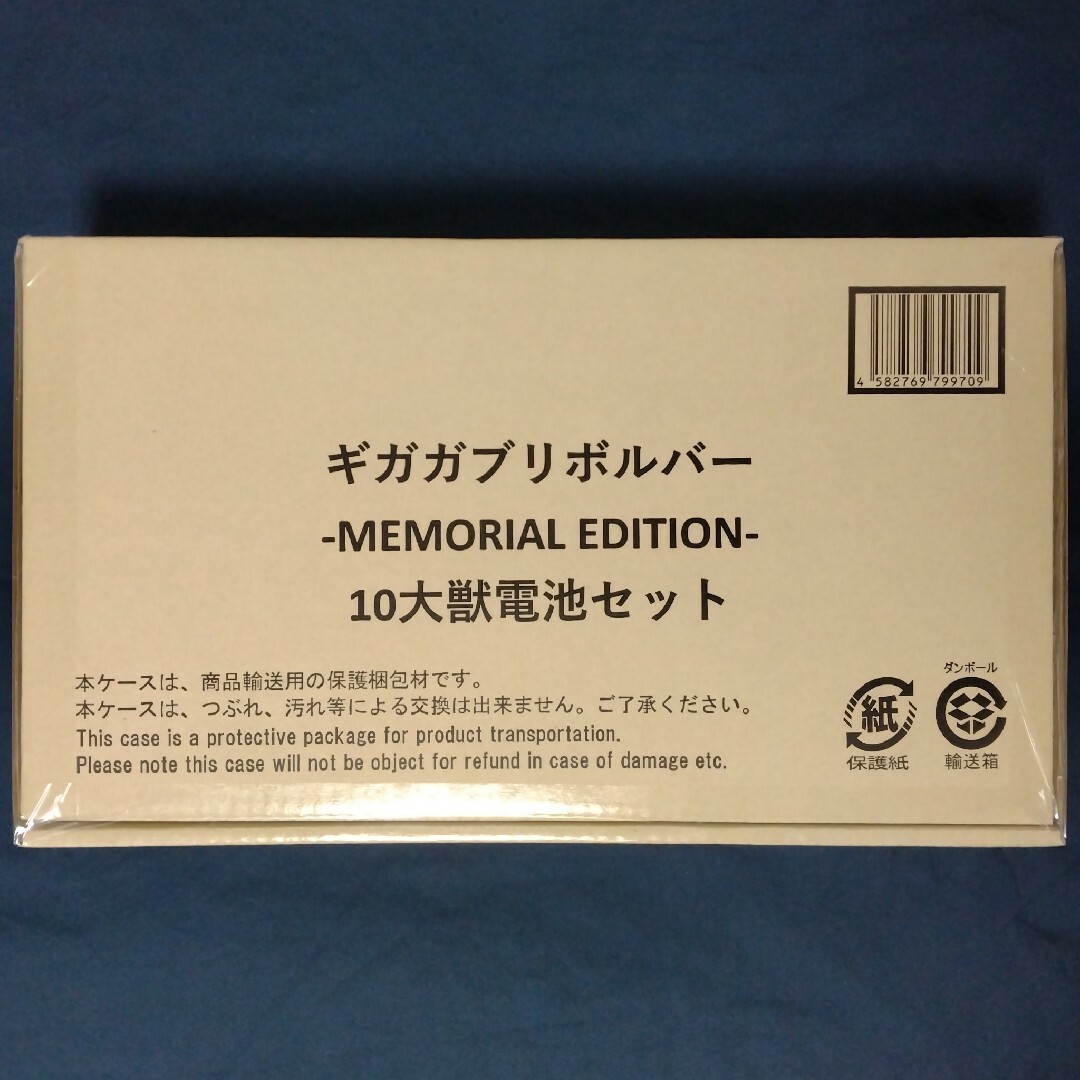 4 582769 799709
ギガガブリボルバー
-MEMORIAL EDITION-
10大獣電池セット
本ケースは、商品輸送用の保護梱包材です。
本ケースは、つぶれ、汚れ等による交換は出来ません。ご了承ください。
This case is a protective package for product transportation.
Please note this case will not be object for refund in case of damage etc.
紙
保護紙
ダンボール
輸送箱